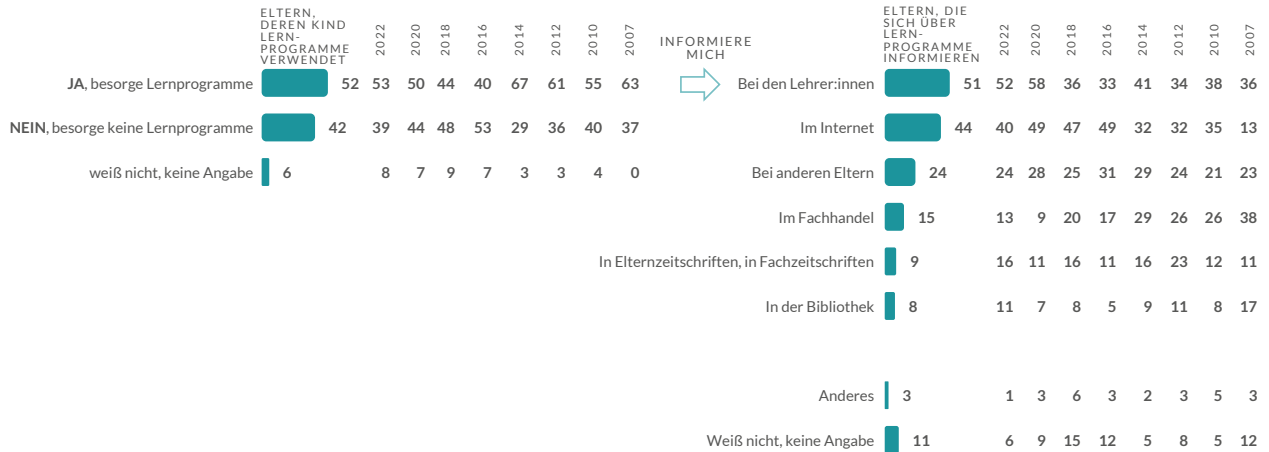 ELTERN,
DEREN KIND
LERN-
PROGRAMME
VERWENDET
2022 2020 2018 2016 2014 2012 2010 2007
JA, besorge Lernprogramme 52 53 50 44 40 67 61 55 63
NEIN, besorge keine Lernprogramme 42 39 44 48 53 29 36 40 37
weiß nicht, keine Angabe 6 8 7 9 7 3 3 4 0
INFORMIERE
MICH
ELTERN, DIE
SICH ÜBER
LERN-
PROGRAMME
INFORMIEREN
2022 2020 2018 2016 2014 2012 2010 2007
Bei den Lehrer:innen 51 52 58 36 33 41 34 38 36
Im Internet 44 40 49 47 49 32 32 35 13
Bei anderen Eltern 24 24 28 25 31 29 24 21 23
Im Fachhandel 15 13 9 20 17 29 26 26 38
In Elternzeitschriften, in Fachzeitschriften 9 16 11 16 11 16 23 12 11
In der Bibliothek 8 11 7 8 5 9 11 8 17
Anderes 3 1 3 6 3 2 3 5 3
Weiß nicht, keine Angabe 11 6 9 15 12 5 8 5 12